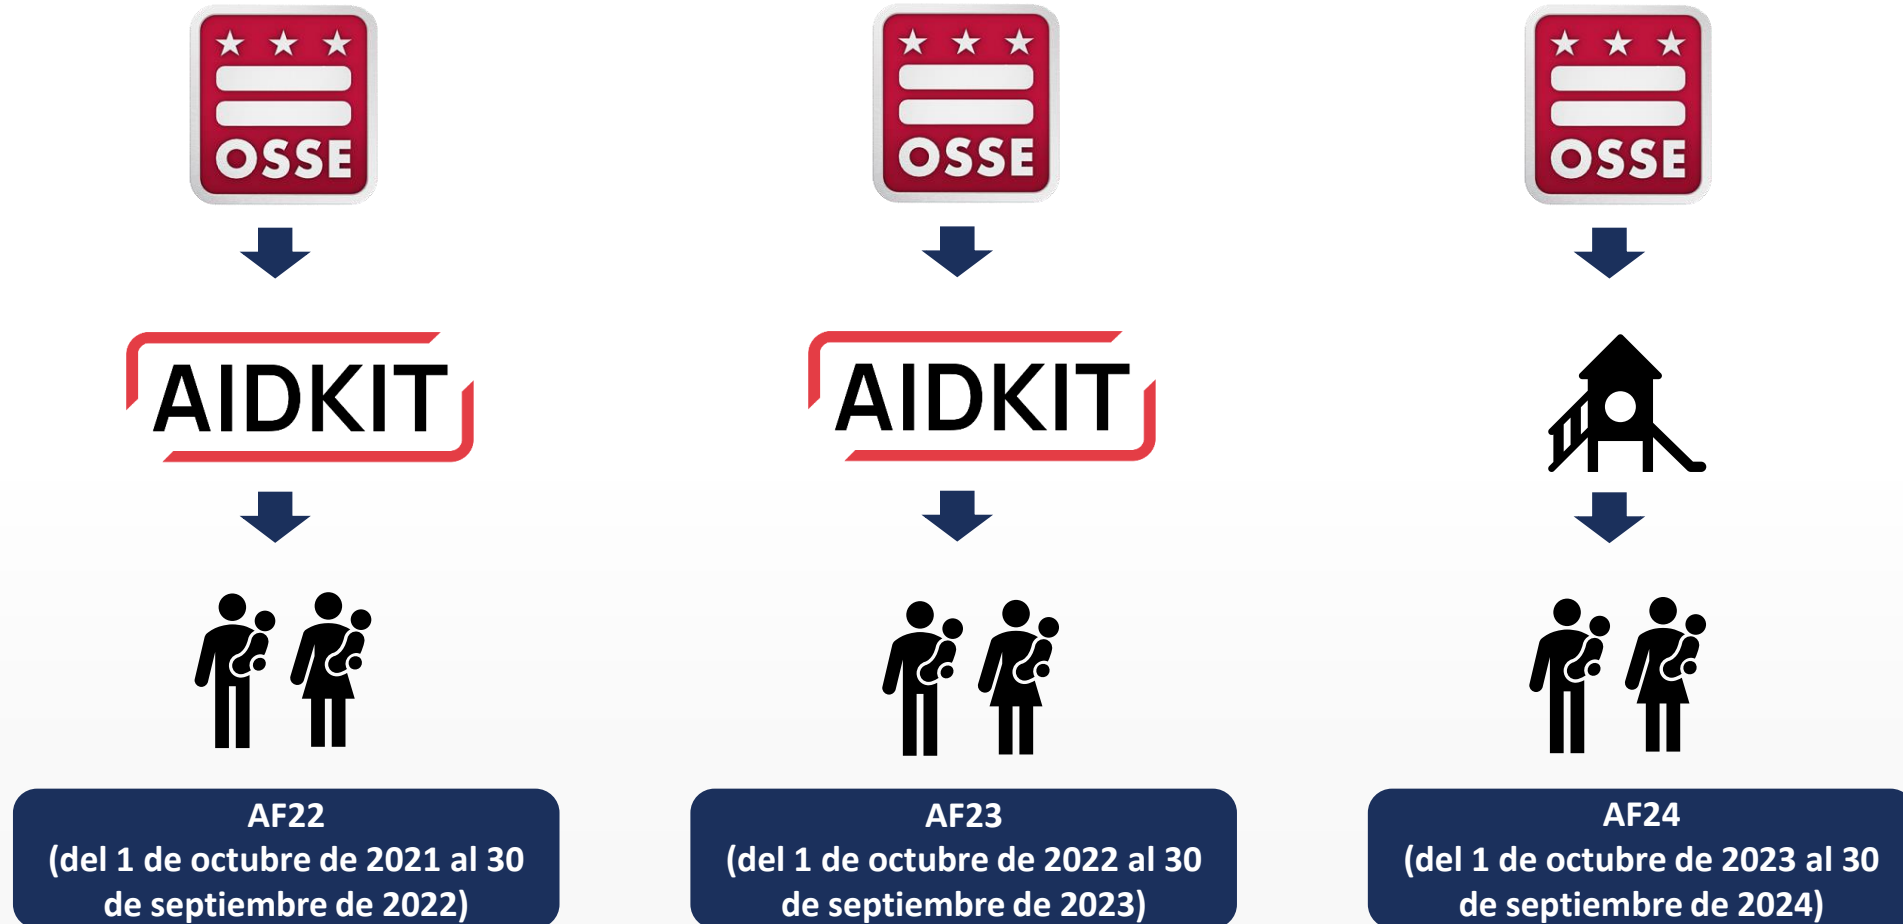 OSSE
OSSE
OSSE
AIDKIT
AIDKIT
AF22
(del 1 de octubre de 2021 al 30
de septiembre de 2022)
AF23
(del 1 de octubre de 2022 al 30
de septiembre de 2023)
AF24
(del 1 de octubre de 2023 al 30
de septiembre de 2024)